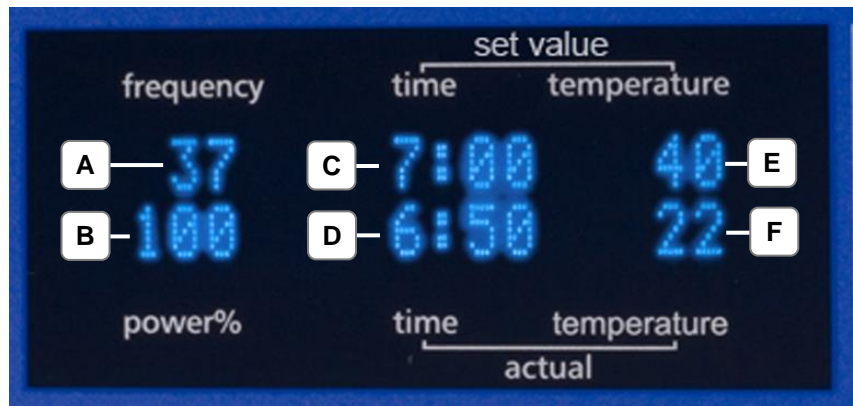 set value
frequency time temperature
A 37 C 7:00 40 E
B 100 D 6:50 22 F
power% time temperature
actual